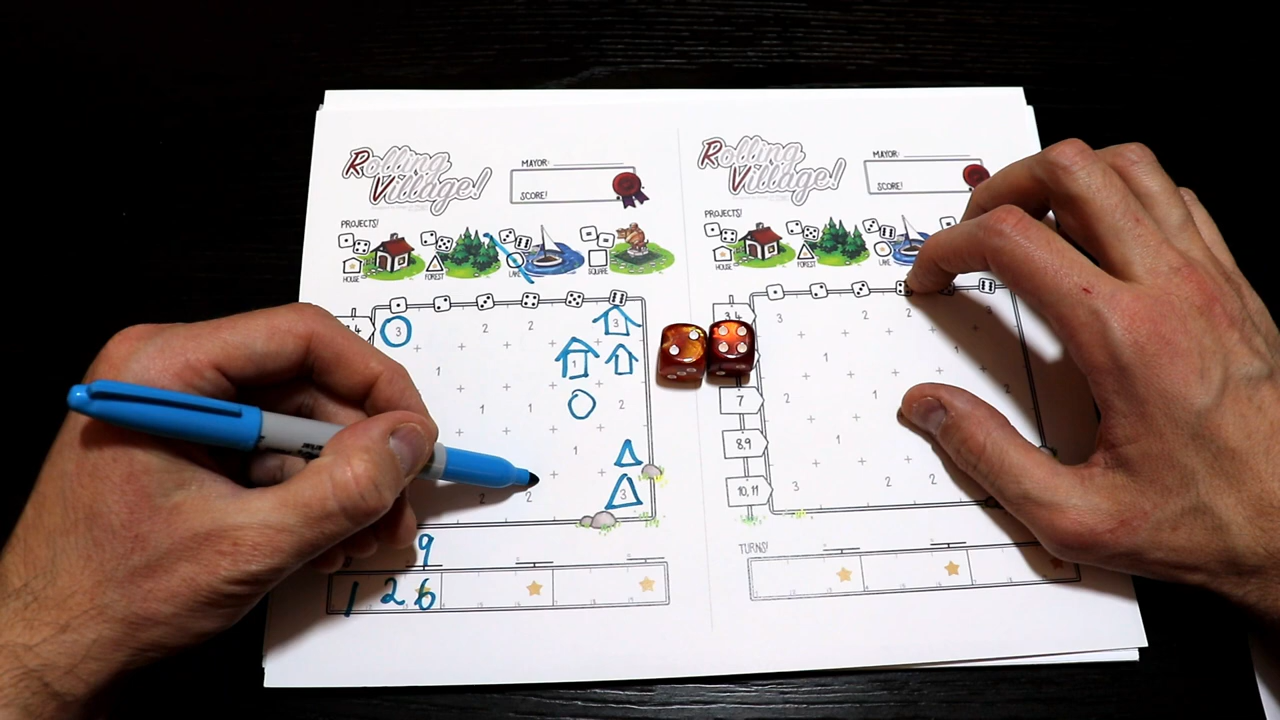 Rolling Village!
MAYOR:
SCORE!
PROJECTS!
HOUSE FOREST LAKE SQUARE
3 2 2 3
1
1 1 2
1
2 2 3
9
1 2 6
Rolling Village!
MAYOR:
SCORE!
PROJECTS!
HOUSE FOREST LAKE
3,4 3 2 2 3
1
7 2 1
8,9 1
10,11 3 2 2
TURNS!